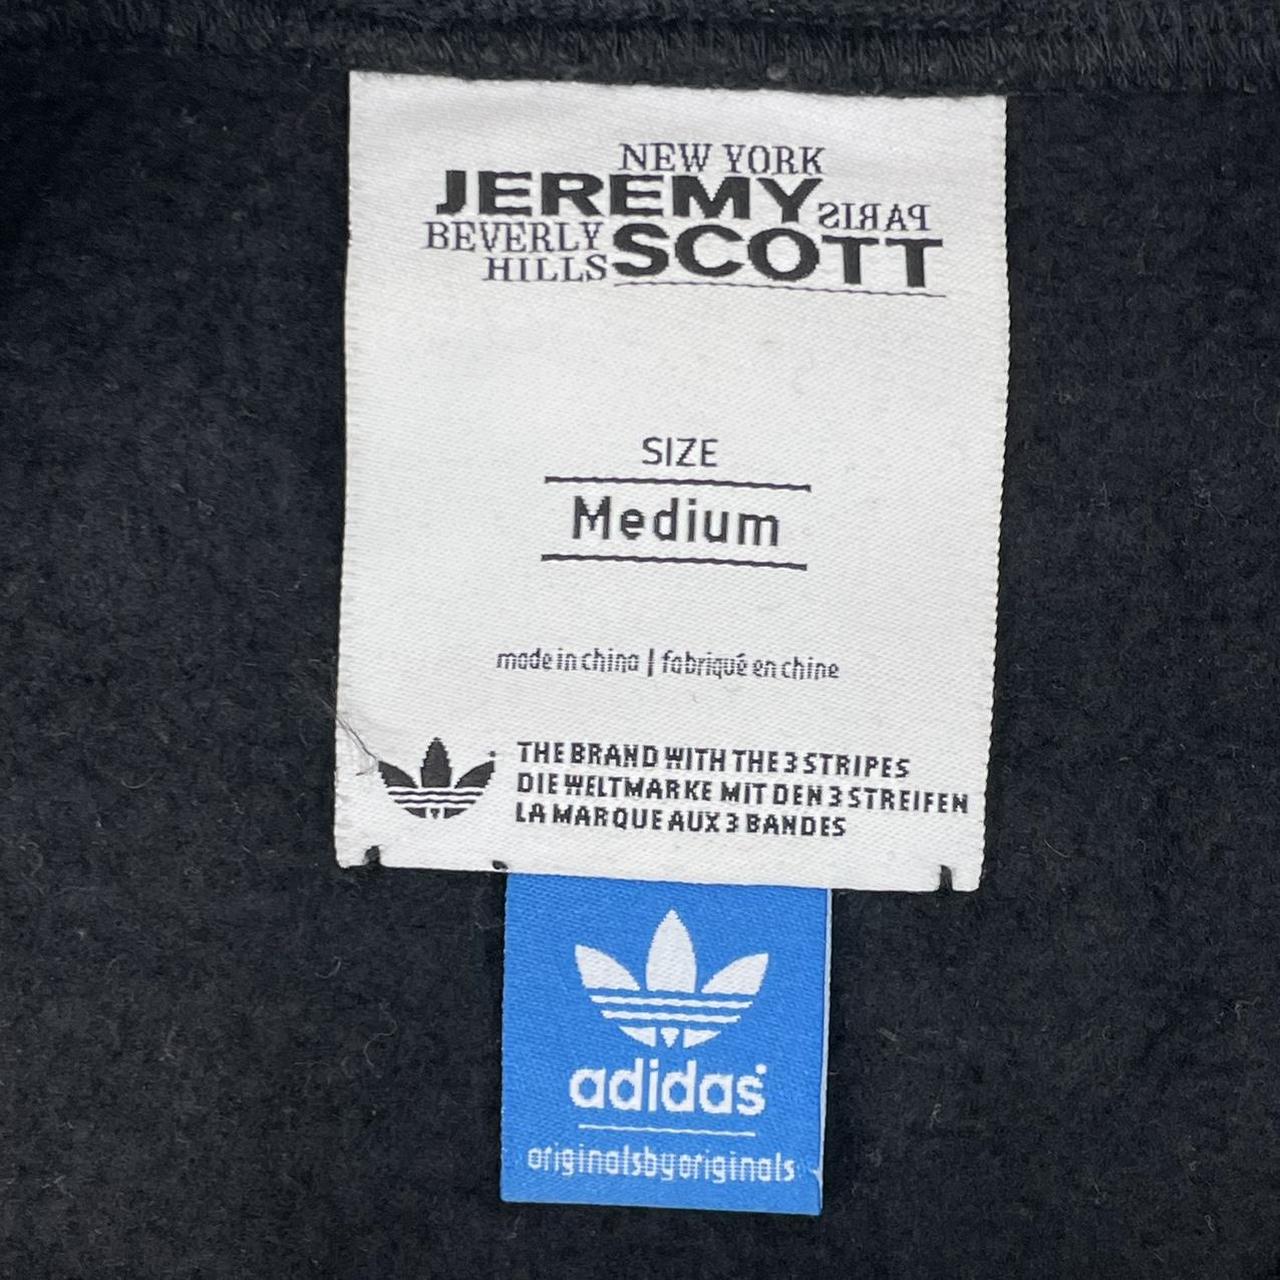 NEW YORK
JEREMY PARIS
BEVERLY SCOTT
HILLS
SIZE
Medium
made in china | fabriqué en chine
THE BRAND WITH THE 3 STRIPES
DIE WELTMARKE MIT DEN 3 STREIFEN
LA MARQUE AUX 3 BANDES
adidas
originalsbyoriginals